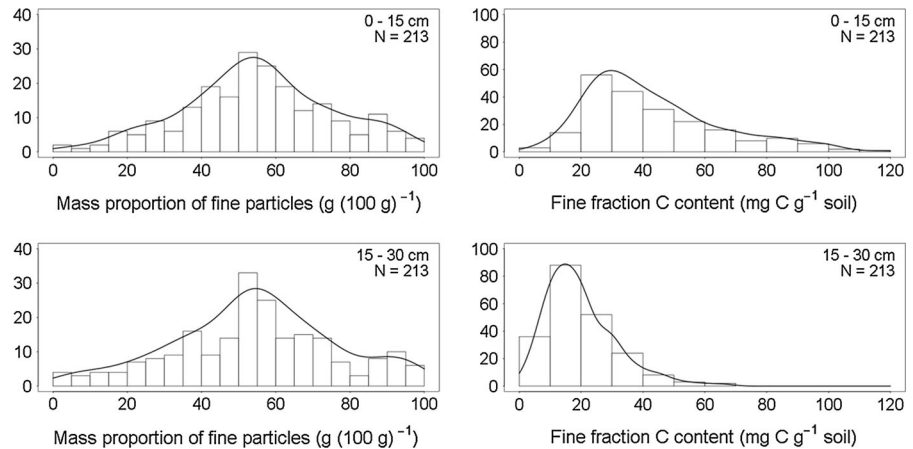 40
30
20
10
0
0 - 15 cm
N = 213
0 20 40 60 80 100
Mass proportion of fine particles (g (100 g) ⁻¹)
100
80
60
40
20
0
0 - 15 cm
N = 213
0 20 40 60 80 100 120
Fine fraction C content (mg C g⁻¹ soil)
40
30
20
10
0
15 - 30 cm
N = 213
0 20 40 60 80 100
Mass proportion of fine particles (g (100 g) ⁻¹)
100
80
60
40
20
0
15 - 30 cm
N = 213
0 20 40 60 80 100 120
Fine fraction C content (mg C g⁻¹ soil)